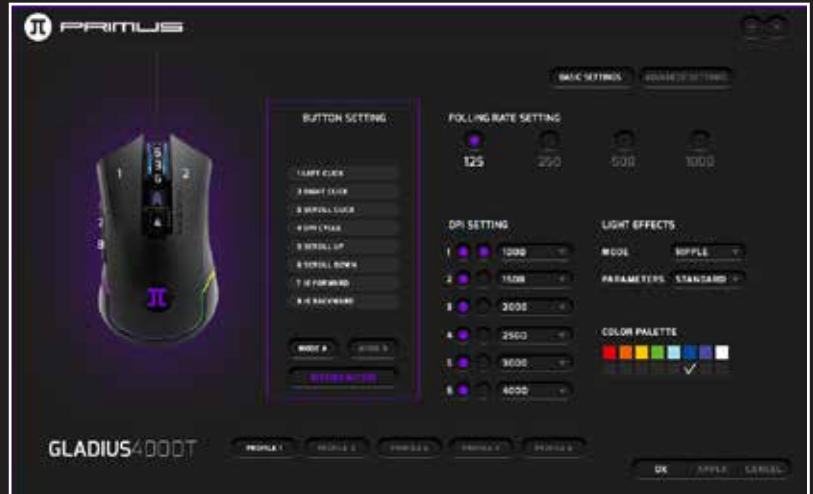 PRIMUS
BASIC SETTINGS
ADVANCED SETTINGS
BUTTON SETTING
1 LEFT CLICK
2 RIGHT CLICK
3 SCROLL CLICK
4 DPI CYCLE
5 SCROLL UP
6 SCROLL DOWN
7 IE FORWARD
8 IE BACKWARD
MODE A
POLLING RATE SETTING
125 250 500 1000
DPI SETTING
1 1000
2 1500
3 2000
4 2500
5 3000
6 4000
LIGHT EFFECTS
MODE RIPPLE
PARAMETERS STANDARD
COLOR PALETTE
1 2
4
7
8
GLADIUS4000T
PROFILE 1 PROFILE 2 PROFILE 3 PROFILE 4 PROFILE 5
OK APPLY CANCEL